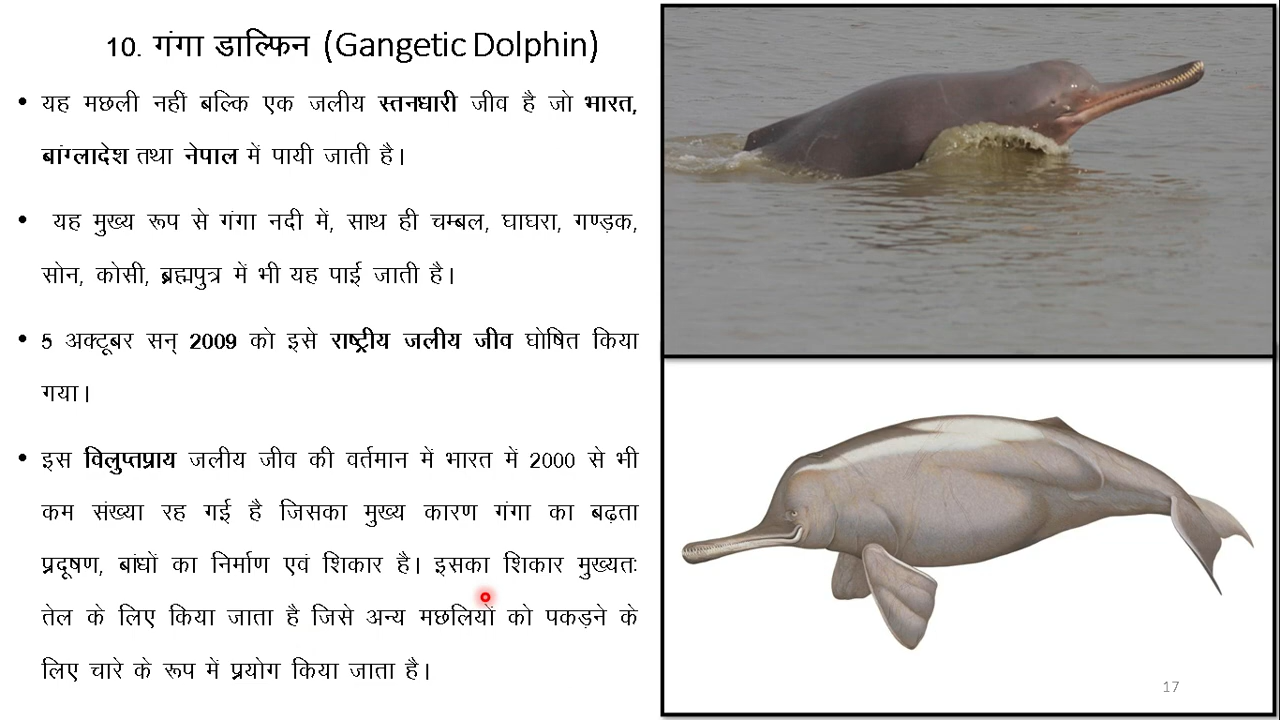 10. गंगा डाल्फिन (Gangetic Dolphin)
• यह मछली नहीं बल्कि एक जलीय स्तनधारी जीव है जो भारत,
बांग्लादेश तथा नेपाल में पायी जाती है।
• यह मुख्य रूप से गंगा नदी में, साथ ही चम्बल, घाघरा, गण्ड़क,
सोन, कोसी, ब्रह्मपुत्र में भी यह पाई जाती है।
• 5 अक्टूबर सन् 2009 को इसे राष्ट्रीय जलीय जीव घोषित किया
गया।
• इस विलुप्तप्राय जलीय जीव की वर्तमान में भारत में 2000 से भी
कम संख्या रह गई है जिसका मुख्य कारण गंगा का बढ़ता
प्रदूषण, बांधों का निर्माण एवं शिकार है। इसका शिकार मुख्यतः
तेल के लिए किया जाता है जिसे अन्य मछलियों को पकड़ने के
लिए चारे के रूप में प्रयोग किया जाता है।
17